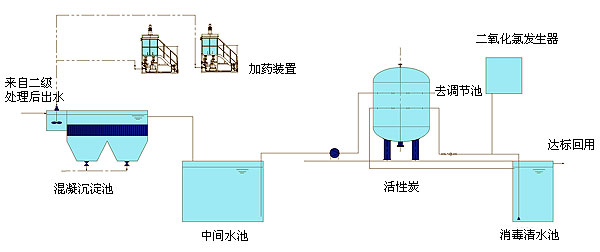 二氧化氯发生器
加药装置
来自二级
处理后出水
去调节池
达标回用
混凝沉淀池
活性炭
中间水池
消毒清水池